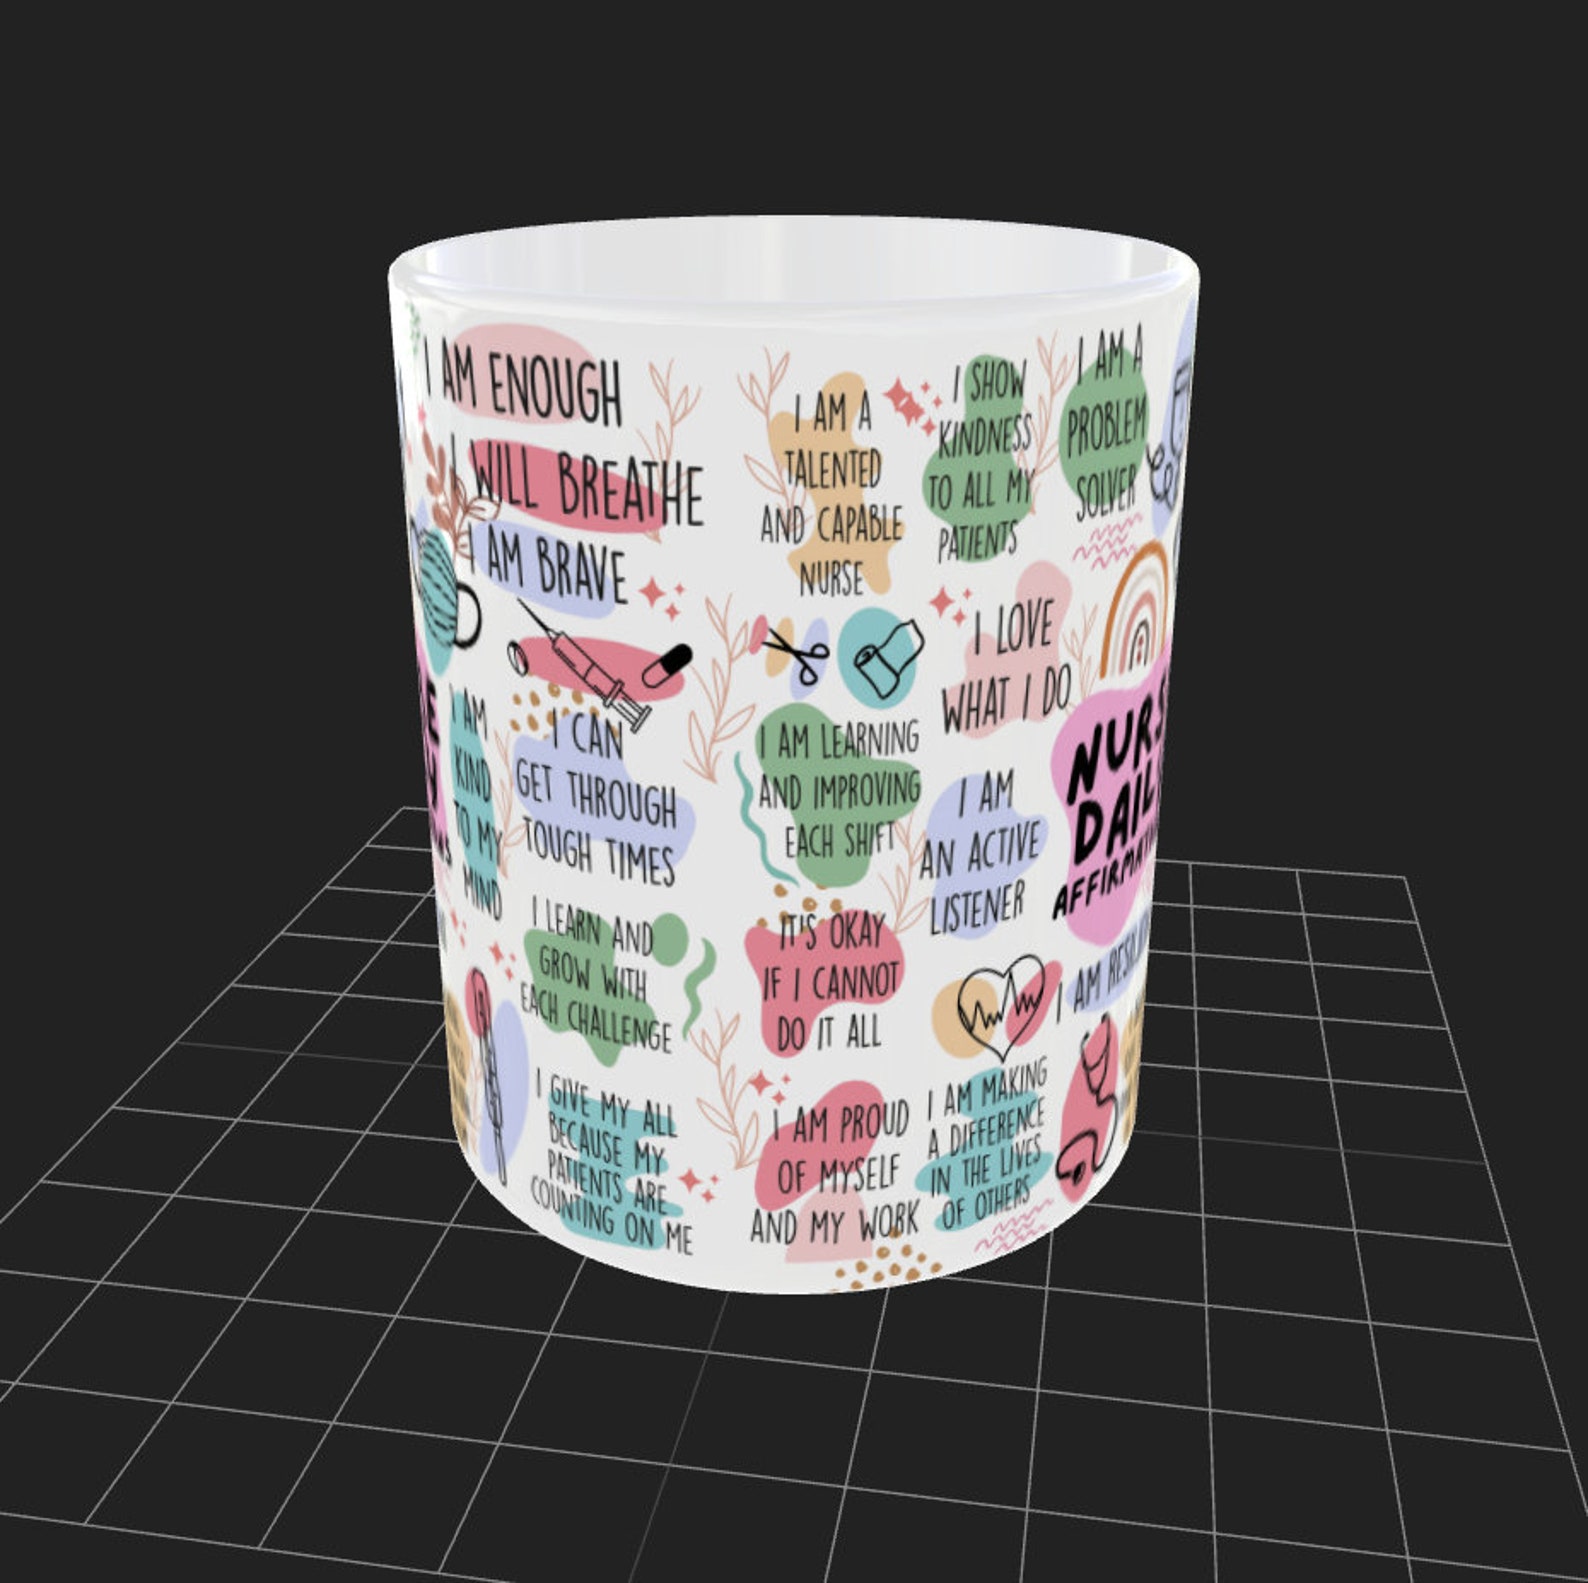 I AM ENOUGH
I WILL BREATHE
I AM BRAVE
I AM
KIND
TO MY
MIND
I CAN
GET THROUGH
TOUGH TIMES
I LEARN AND
GROW WITH
EACH CHALLENGE
I GIVE MY ALL
BECAUSE MY
PATIENTS ARE
COUNTING ON ME
I AM A
TALENTED
AND CAPABLE
NURSE
I AM LEARNING
AND IMPROVING
EACH SHIFT
IT'S OKAY
IF I CANNOT
DO IT ALL
I AM PROUD
OF MYSELF
AND MY WORK
I SHOW
KINDNESS
TO ALL MY
PATIENTS
I LOVE
WHAT I DO
I AM
AN ACTIVE
LISTENER
I AM MAKING
A DIFFERENCE
IN THE LIVES
OF OTHERS
I AM A
PROBLEM
SOLVER
NURS
DAIL
AFFIRMA
I AM